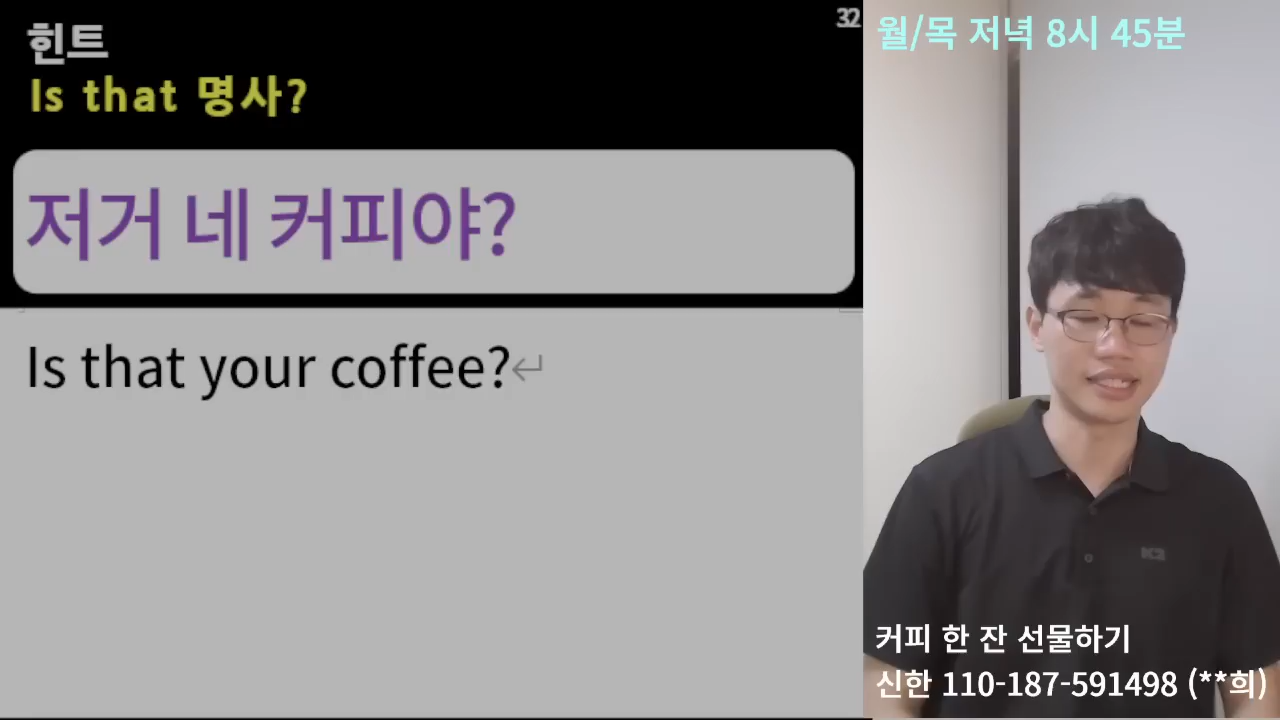 힌트
32
Is that 명사?
저거 네 커피야?
Is that your coffee?↵
월/목 저녁 8시 45분
K2
커피 한 잔 선물하기
신한 110-187-591498 (**희)